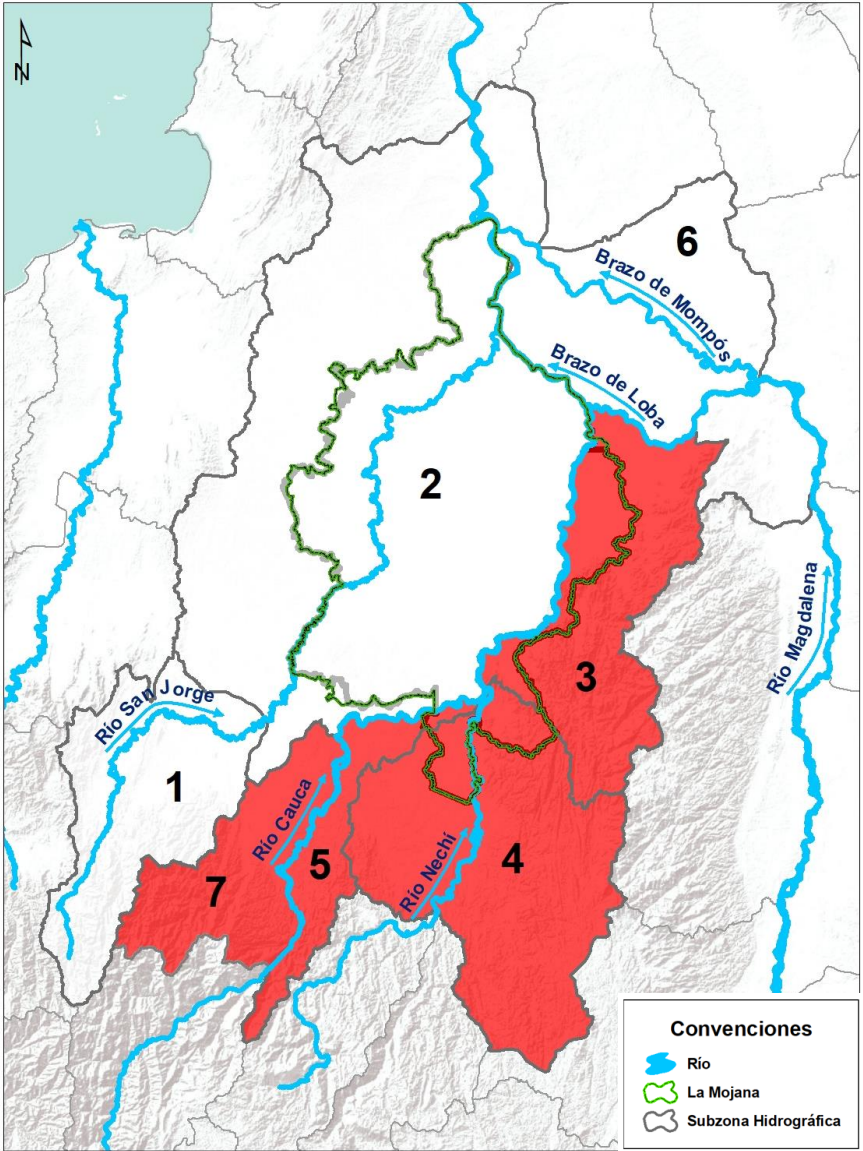 N
6
Brazo de Mompós
Brazo de Loba
2
Río Magdalena
3
Río San Jorge
1
Río Cauca
7
5
Río Nechí
4
Convenciones
Río
La Mojana
Subzona Hidrográfica